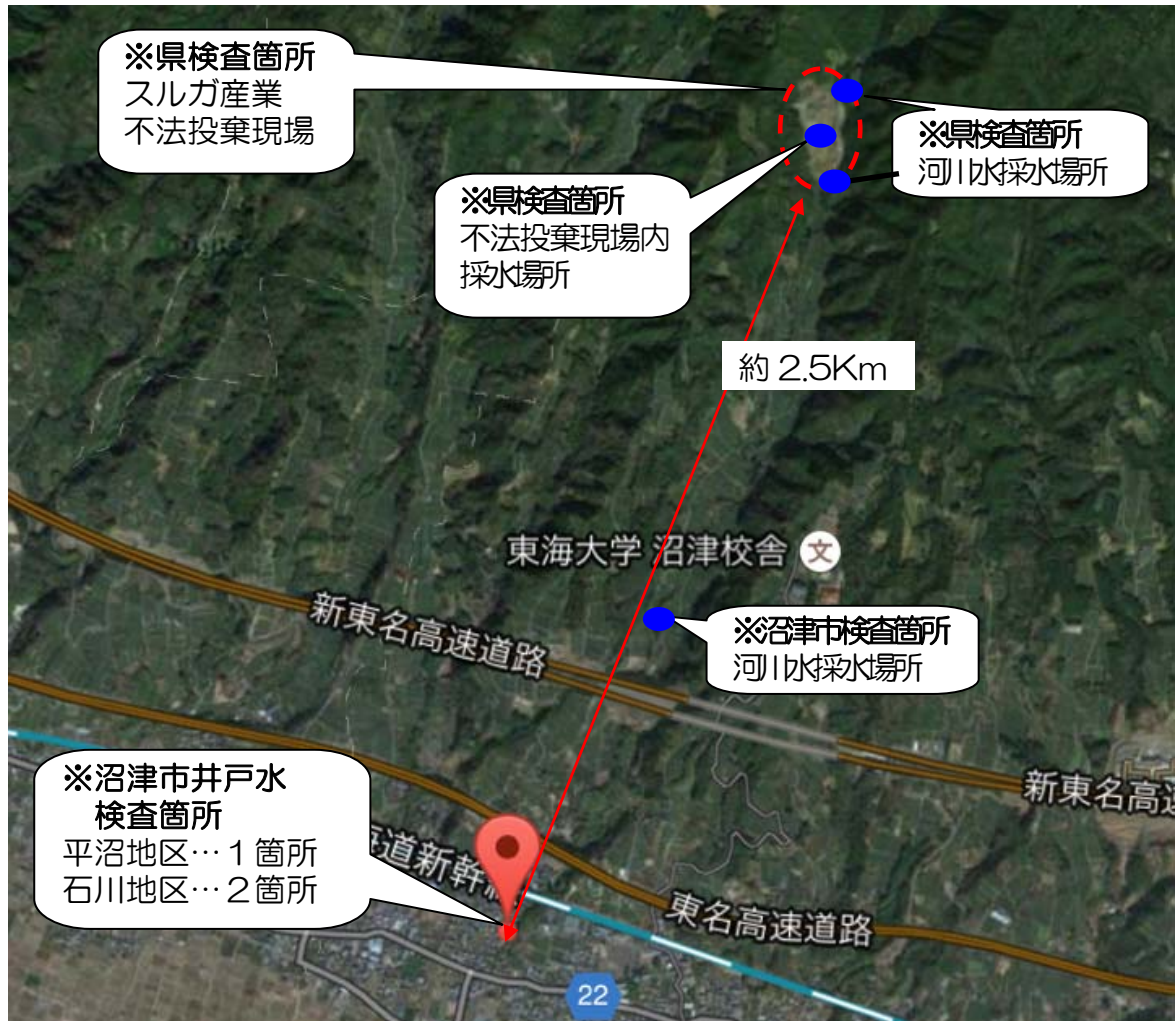 ※県検査箇所
スルガ産業
不法投棄現場
※県検査箇所
河川水採水場所
※県検査箇所
不法投棄現場内
採水場所
約2.5Km
東海大学 沼津校舎
文
新東名高速道路
※沼津市検査箇所
河川水採水場所
新東名高速
※沼津市井戸水
検査箇所
平沼地区…1箇所
石川地区…2箇所
道新幹
東名高速道路
22